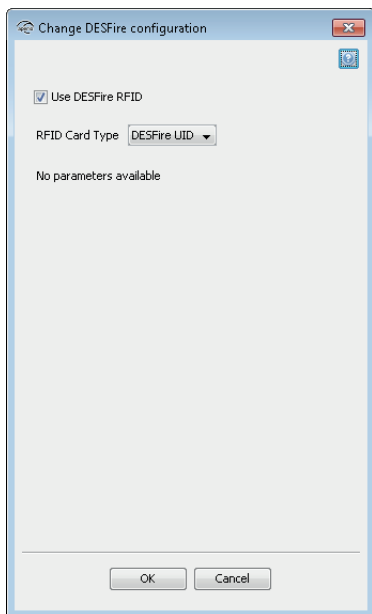 Change DESFire configuration
Use DESFire RFID
RFID Card Type DESFire UID
No parameters available
OK Cancel